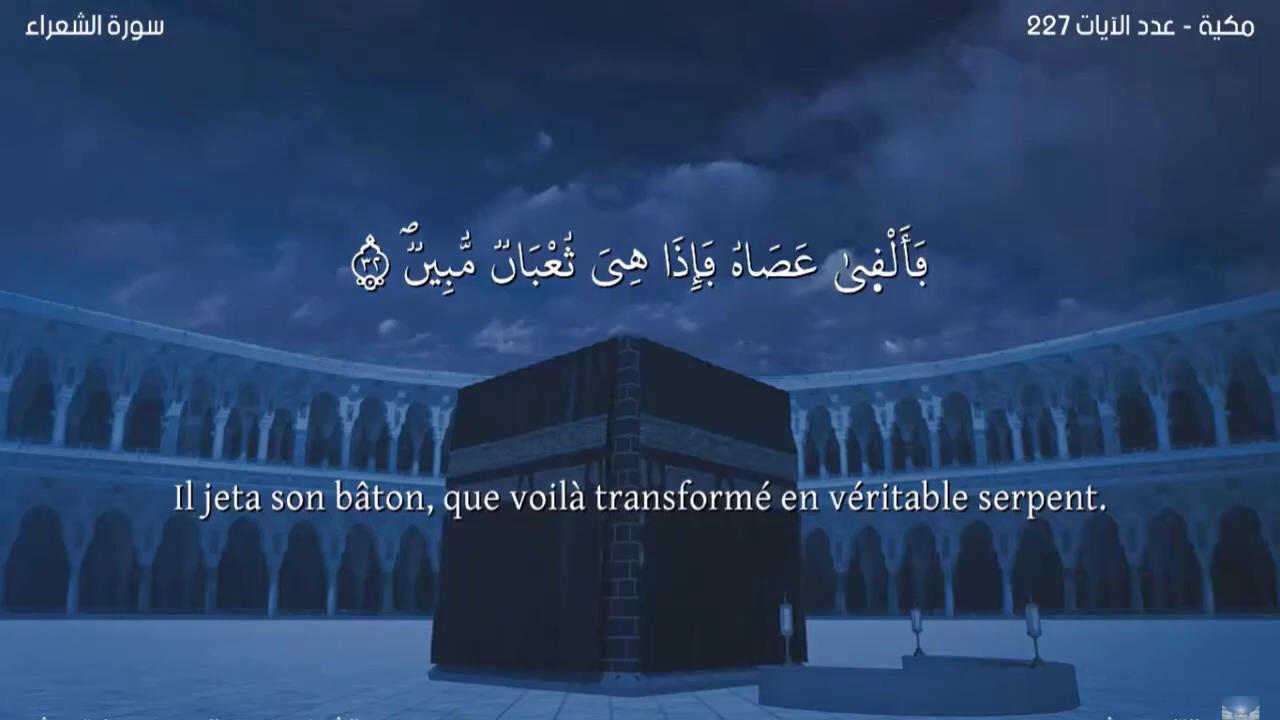 سورة الشعراء
مكية - عدد الآيات 227
فَأَلْق۪ىٰ عَصَاهُ فَإِذَا هِىَ ثُعْبَانٞ مُّبِينٞۖ ٣٢
Il jeta son bâton, que voilà transformé en véritable serpent.